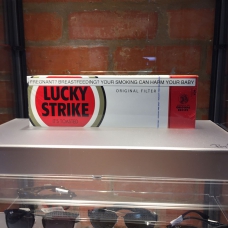 PREGNANT? BREASTFEEDING? YOUR SMOKING CAN HARM YOUR BABY
LUCKY
STRIKE
ORIGINAL FILTER